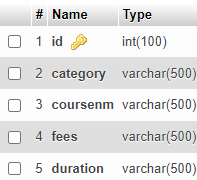 # Name Type
1 id int(100)
2 category varchar(500)
3 coursenm varchar(500)
4 fees varchar(500)
5 duration varchar(500)